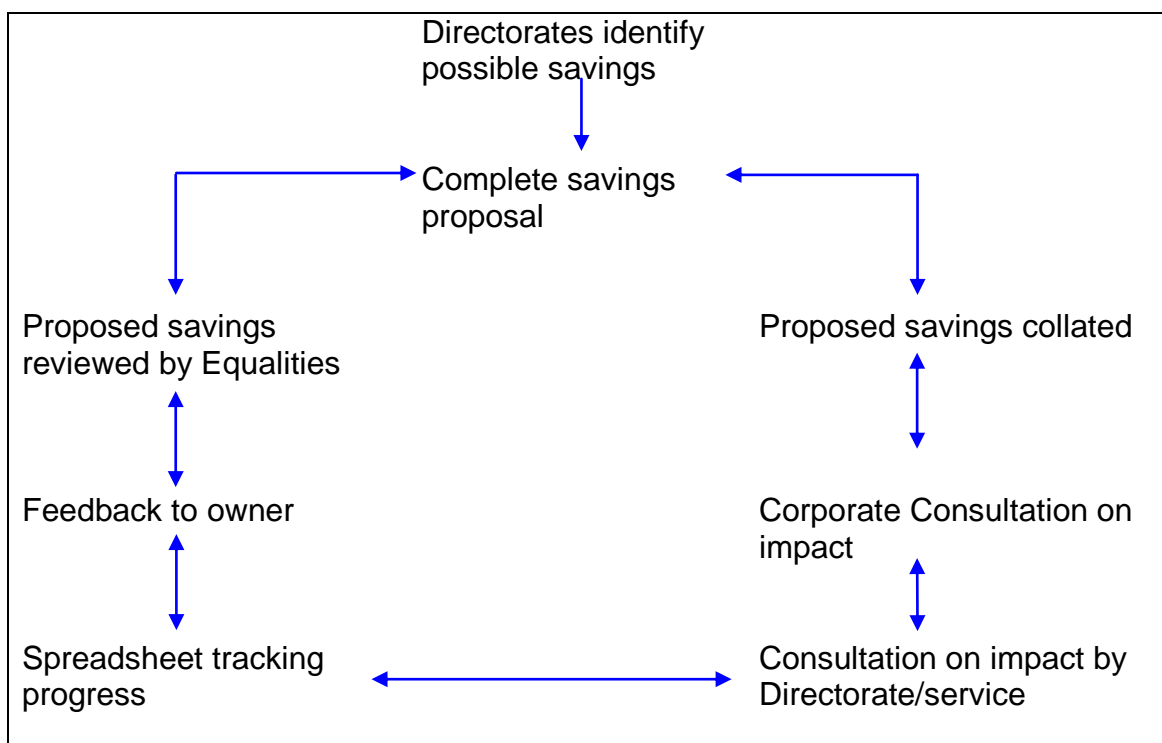 Directorates identify
possible savings
Complete savings
proposal
Proposed savings
reviewed by Equalities
Proposed savings collated
Feedback to owner
Corporate Consultation on
impact
Spreadsheet tracking
progress
Consultation on impact by
Directorate/service